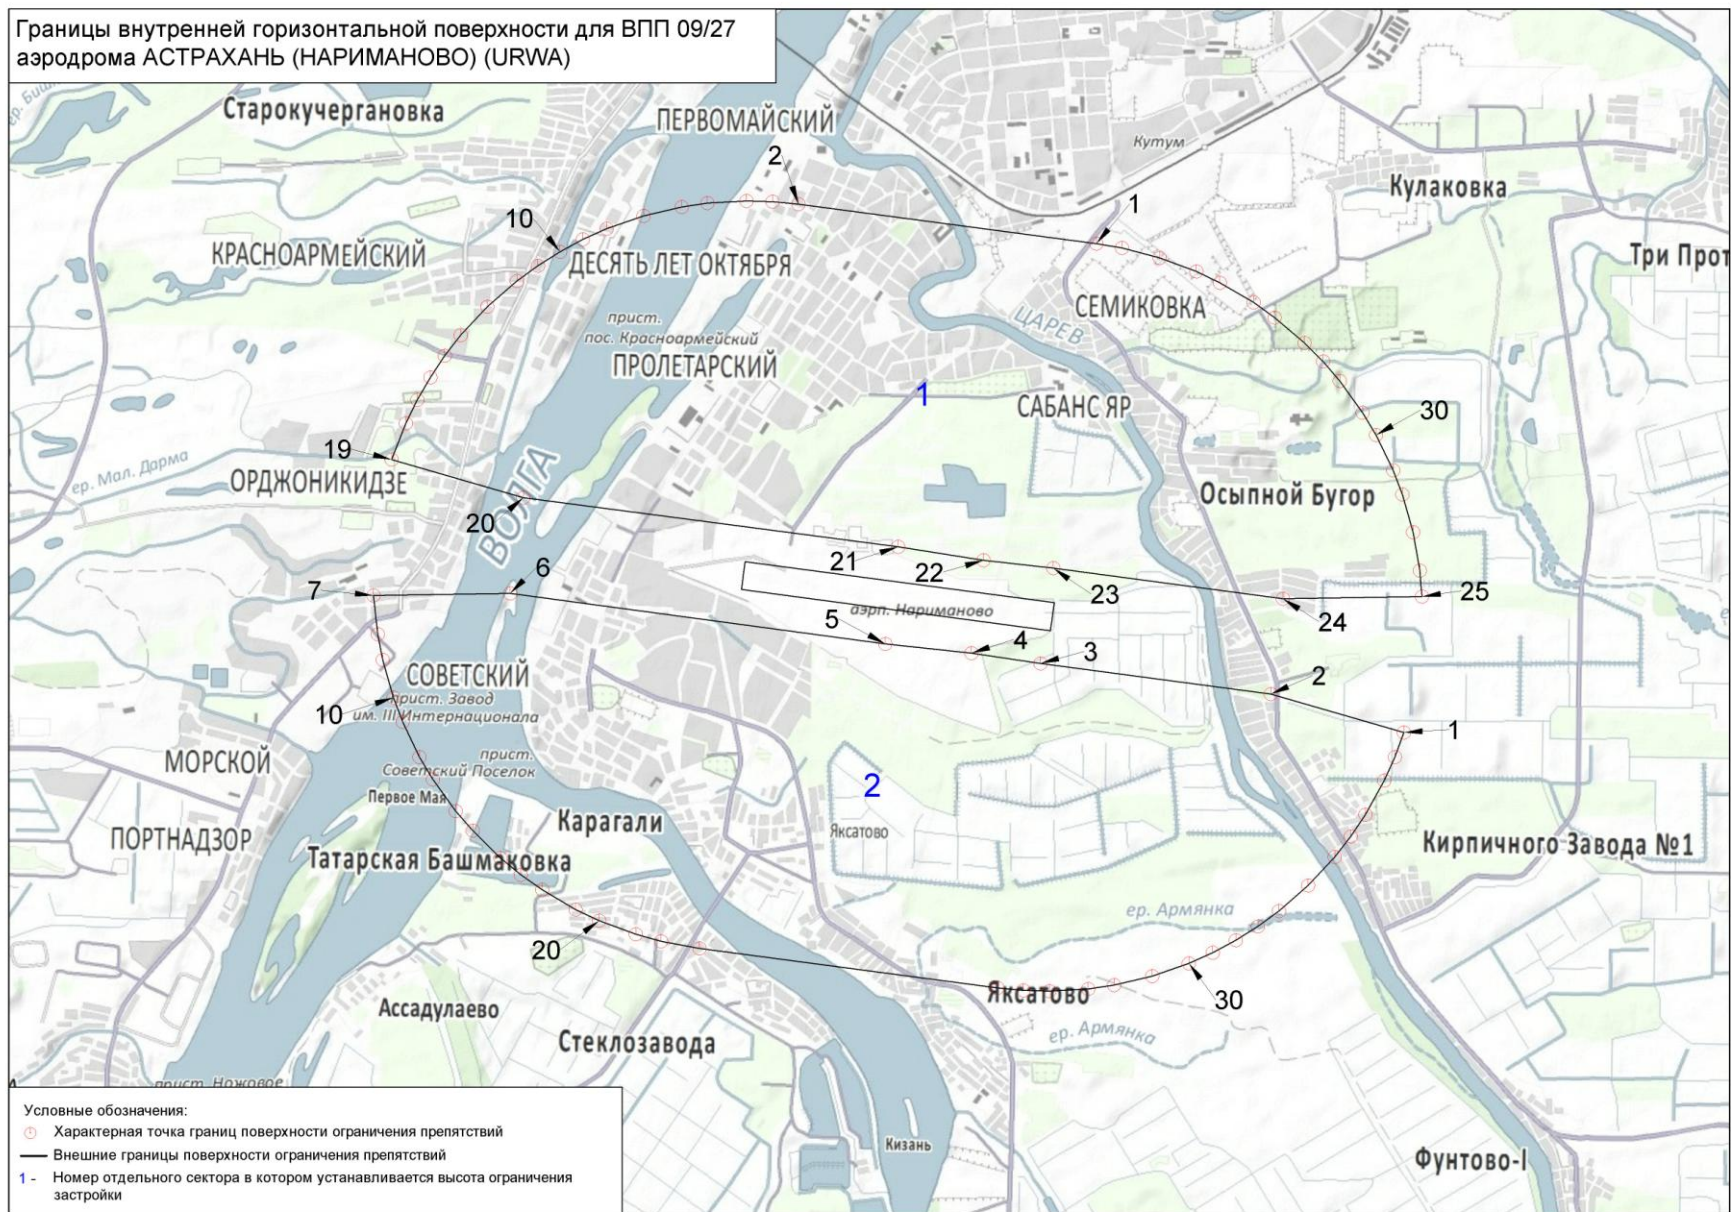 Границы внутренней горизонтальной поверхности для ВПП 09/27
аэродрома АСТРАХАНЬ (НАРИМАНОВО) (URWA)
Старокучергановка
ПЕРВОМАЙСКИЙ
Кутум
2
Кулаковка
10
1
КРАСНОАРМЕЙСКИЙ
ДЕСЯТЬ ЛЕТ ОКТЯБРЯ
Три Прот
СЕМИКОВКА
прист.
пос. Красноармейский
ЦАРЕВ
ПРОЛЕТАРСКИЙ
1
САБАНС ЯР
30
19
ер. Мал. Дарма
ОРДЖОНИКИДЗЕ
ВОЛГА
Осыпной Бугор
20
21
22
23
7
6
аэрп. Нариманово
24
25
5
4
3
СОВЕТСКИЙ
2
10
прист. Завод
им. III Интернационала
1
МОРСКОЙ
прист.
Советский Поселок
2
Первое Мая
Карагали
Яксатово
ПОРТНАДЗОР
Татарская Башмаковка
Кирпичного Завода №1
ер. Армянка
20
Яксатово
30
Ассадулаево
Стеклозавода
ер. Армянка
прист. Ножовое
Кизань
Фунтово-I
Условные обозначения:
Характерная точка границ поверхности ограничения препятствий
Внешние границы поверхности ограничения препятствий
1 - Номер отдельного сектора в котором устанавливается высота ограничения
застройки